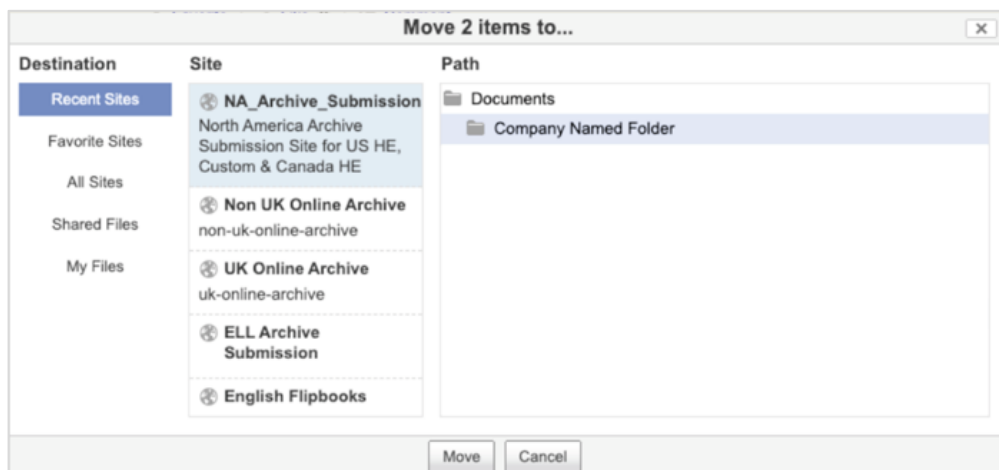 Move 2 items to...
Destination
Recent Sites
Favorite Sites
All Sites
Shared Files
My Files
Site
NA_Archive_Submission
North America Archive
Submission Site for US HE,
Custom & Canada HE
Non UK Online Archive
non-uk-online-archive
UK Online Archive
uk-online-archive
ELL Archive
Submission
English Flipbooks
Path
Documents
Company Named Folder
Move
Cancel